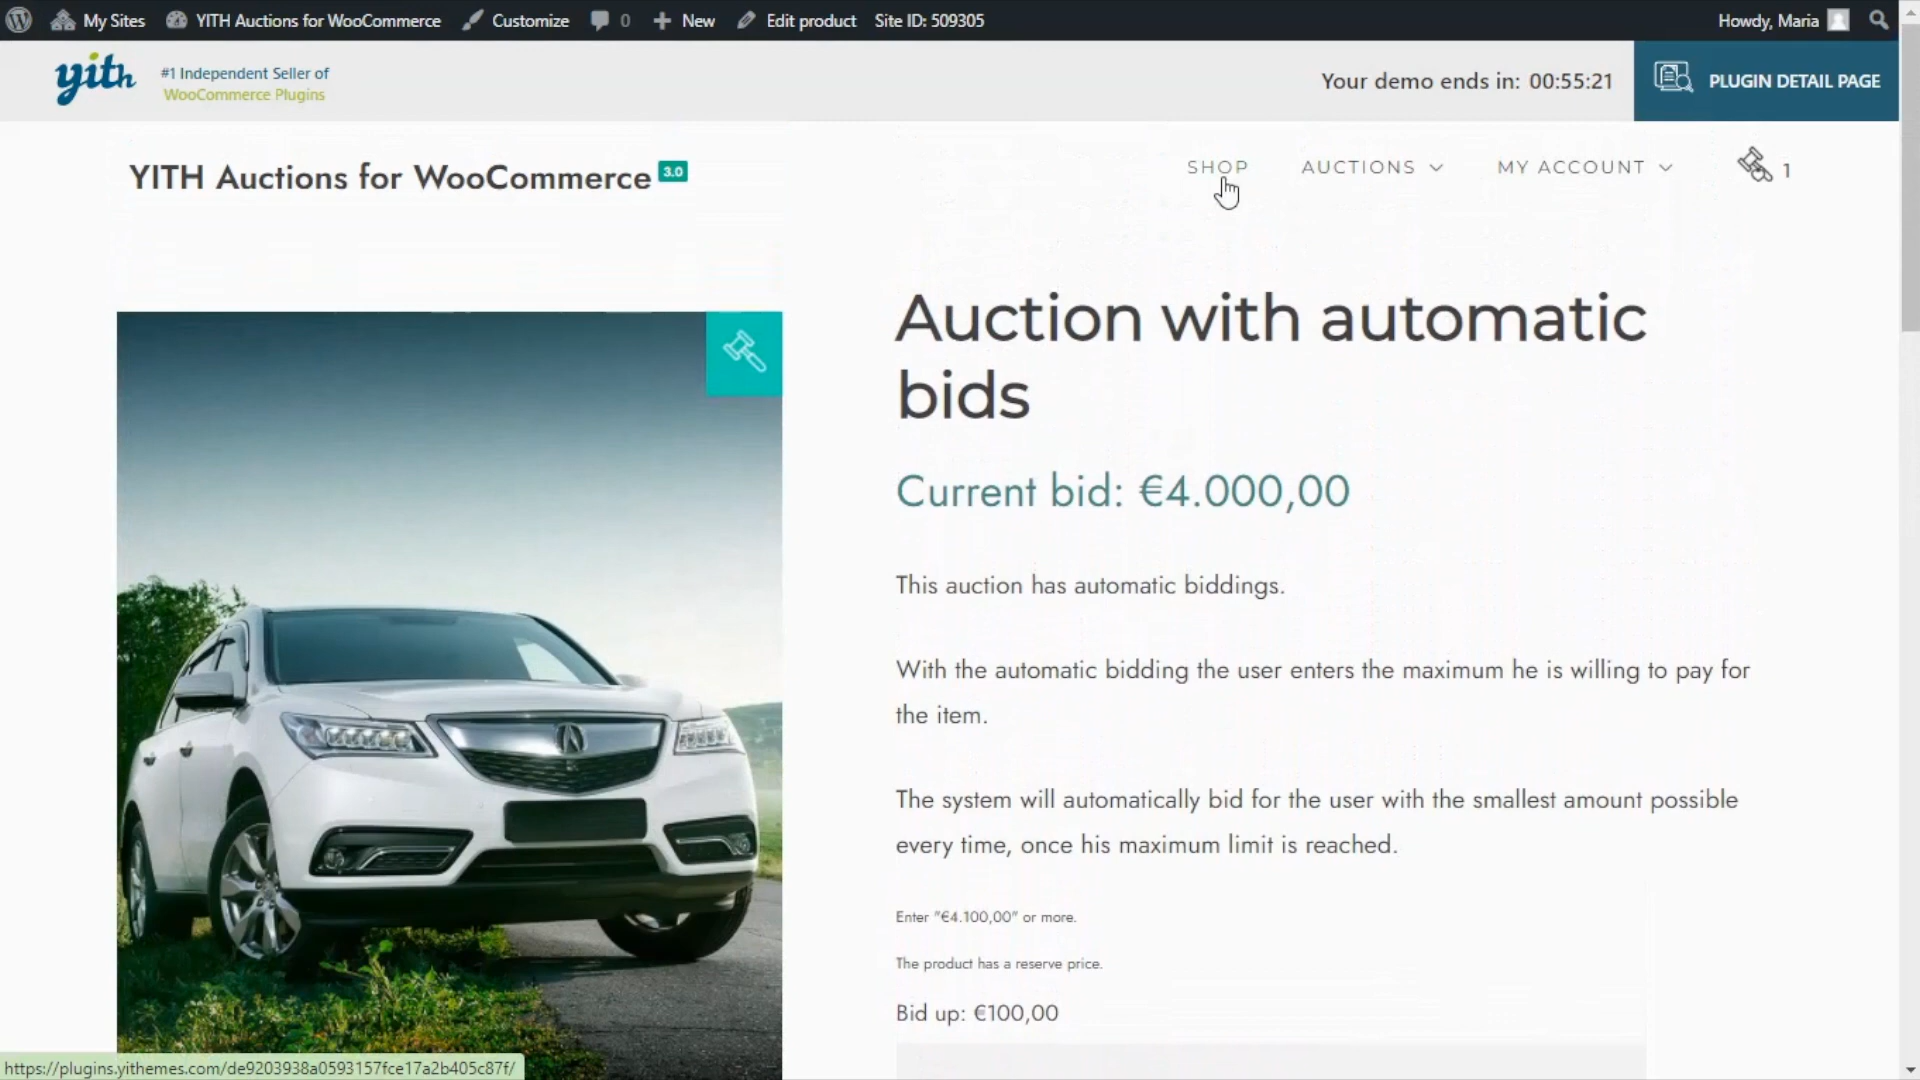 My Sites YITH Auctions for WooCommerce Customize 0 New Edit product Site ID: 509305 Howdy, Maria
yith
#1 Independent Seller of
WooCommerce Plugins
Your demo ends in: 00:55:21
PLUGIN DETAIL PAGE
YITH Auctions for WooCommerce 3.0
SHOP AUCTIONS MY ACCOUNT 1
Auction with automatic
bids
Current bid: €4.000,00
This auction has automatic biddings.
With the automatic bidding the user enters the maximum he is willing to pay for
the item.
The system will automatically bid for the user with the smallest amount possible
every time, once his maximum limit is reached.
Enter "€4.100,00" or more.
The product has a reserve price.
Bid up: €100,00
https://plugins.yithemes.com/de9203938a0593157fce17a2b405c87f/